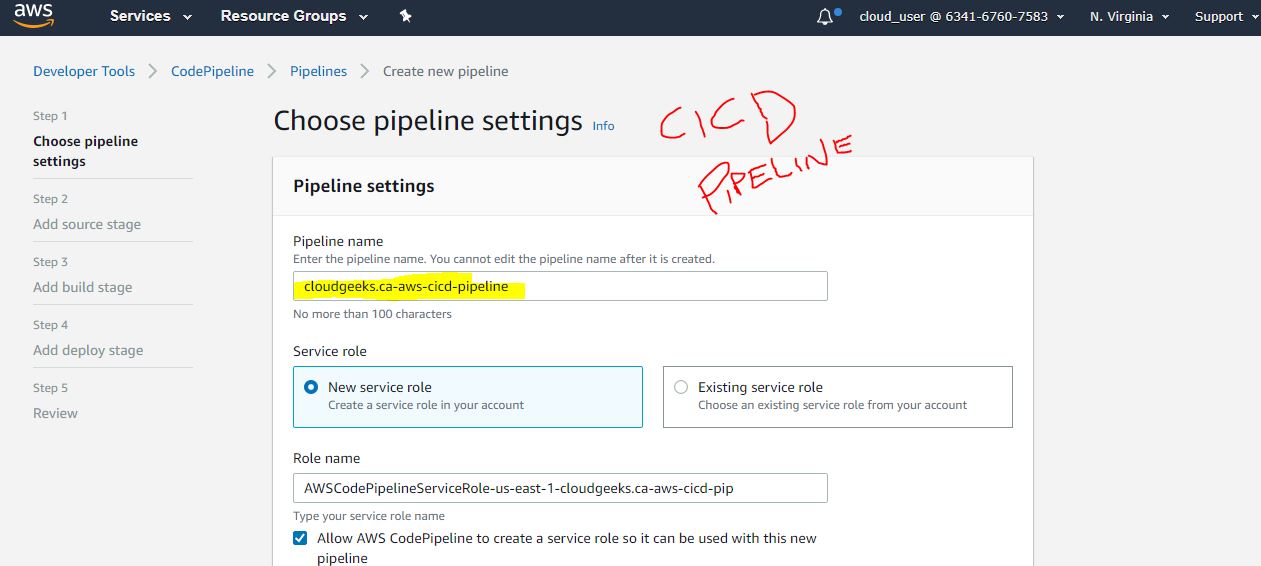 aws Services Resource Groups cloud_user @ 6341-6760-7583 N. Virginia Support
Developer Tools CodePipeline Pipelines Create new pipeline
Step 1
Choose pipeline
settings
Step 2
Add source stage
Step 3
Add build stage
Step 4
Add deploy stage
Step 5
Review
Choose pipeline settings Info
CICD
PIPELINE
Pipeline settings
Pipeline name
Enter the pipeline name. You cannot edit the pipeline name after it is created.
cloudgeeks.ca-aws-cicd-pipeline
No more than 100 characters
Service role
New service role
Create a service role in your account
Existing service role
Choose an existing service role from your account
Role name
AWSCodePipelineServiceRole-us-east-1-cloudgeeks.ca-aws-cicd-pip
Type your service role name
Allow AWS CodePipeline to create a service role so it can be used with this new
pipeline